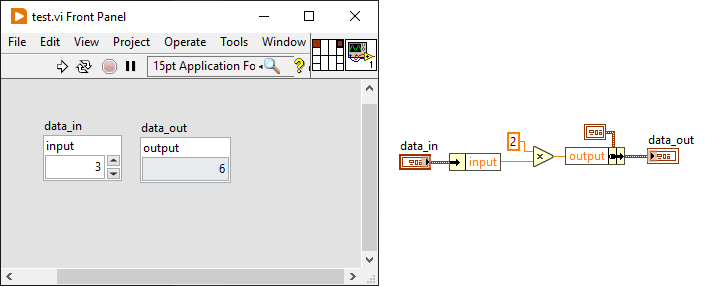 test.vi Front Panel
File Edit View Project Operate Tools Window
15pt Application Fo
?
1
data_in
input
3
data_out
output
6
data_in
input
2
×
output
data_out